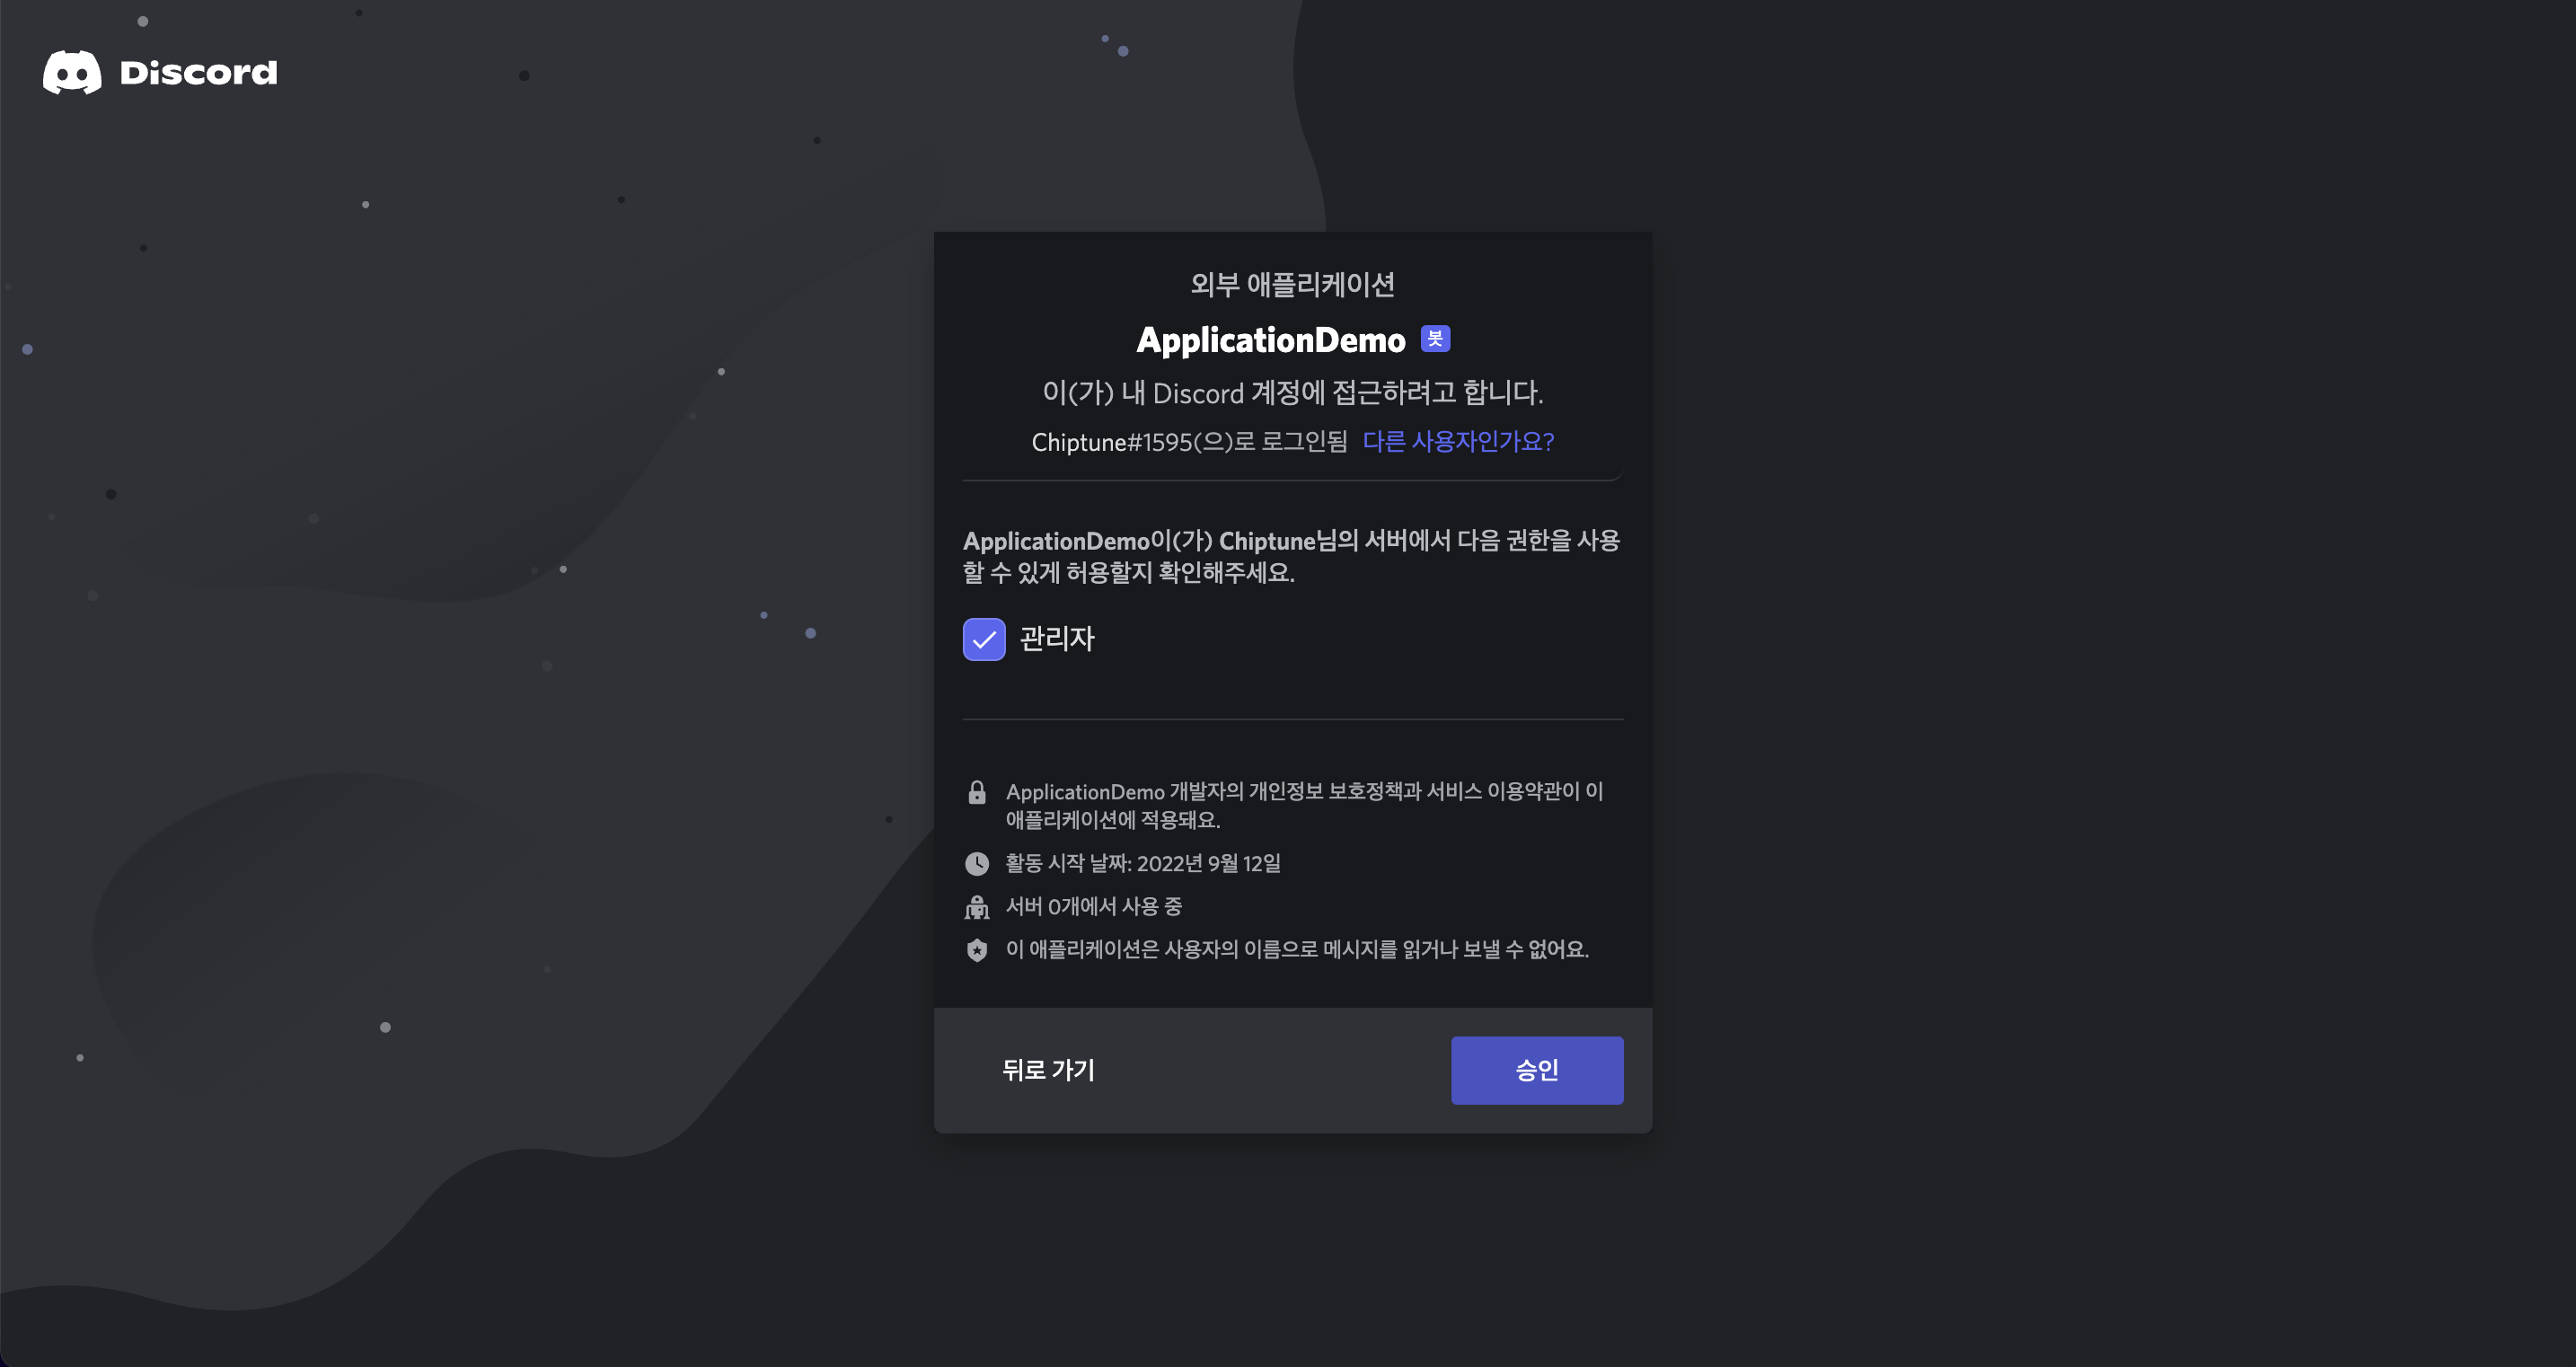 Discord
외부 애플리케이션
ApplicationDemo 봇
이(가) 내 Discord 계정에 접근하려고 합니다.
Chiptune#1595(으)로 로그인됨 다른 사용자인가요?
ApplicationDemo이(가) Chiptune님의 서버에서 다음 권한을 사용
할 수 있게 허용할지 확인해주세요.
관리자
ApplicationDemo 개발자의 개인정보 보호정책과 서비스 이용약관이 이
애플리케이션에 적용돼요.
활동 시작 날짜: 2022년 9월 12일
서버 0개에서 사용 중
이 애플리케이션은 사용자의 이름으로 메시지를 읽거나 보낼 수 없어요.
뒤로 가기
승인